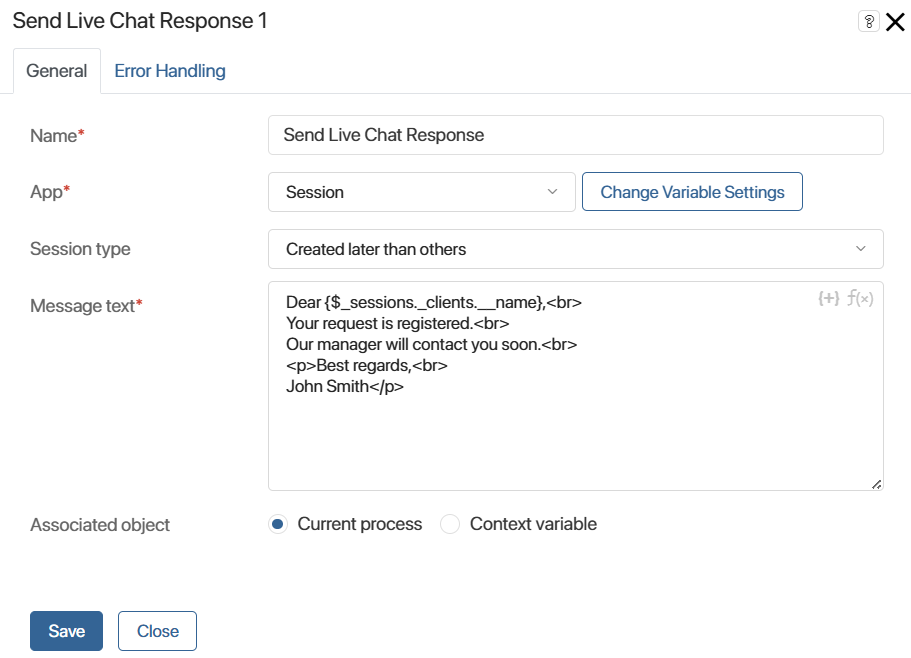 Send Live Chat Response 1
?
General
Error Handling
Name*
Send Live Chat Response
App*
Session
Change Variable Settings
Session type
Created later than others
Message text*
Dear {$_sessions._clients.__name},<br>
Your request is registered.<br>
Our manager will contact you soon.<br>
<p>Best regards,<br>
John Smith</p>
{+} f(×)
Associated object
Current process
Context variable
Save
Close